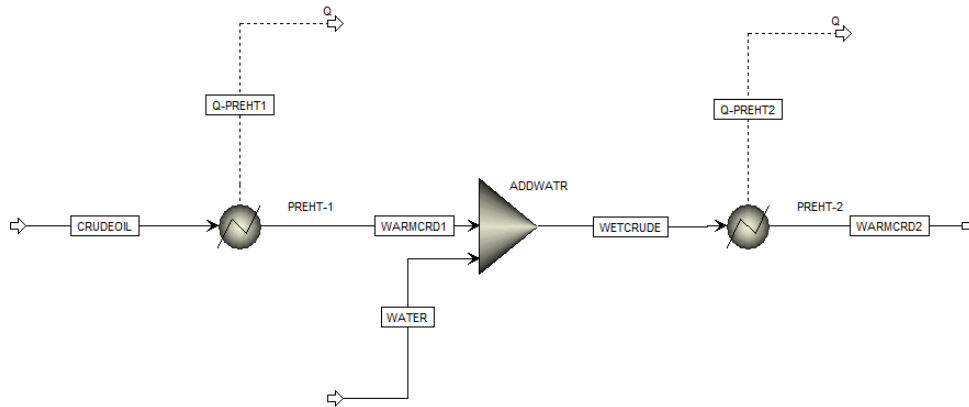 Q
Q
Q-PREHT1
Q-PREHT2
ADDWATR
PREHT-1
PREHT-2
CRUDEOIL
WARMCRD1
WETCRUDE
WARMCRD2
WATER